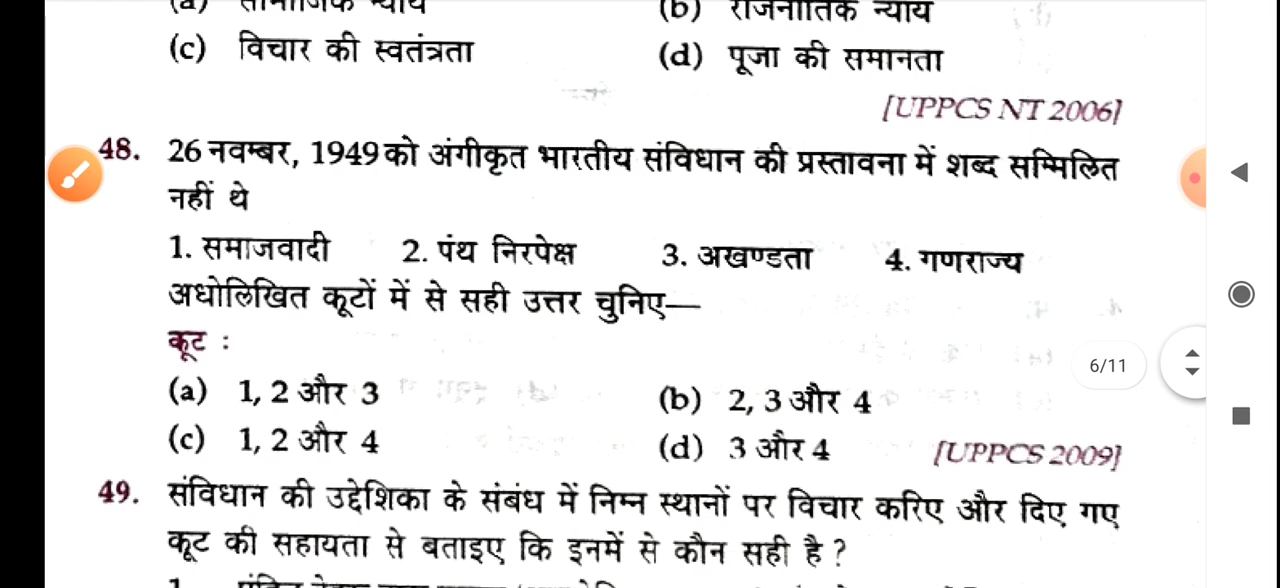 (a) सामाजिक न्याय (b) राजनीतिक न्याय
(c) विचार की स्वतंत्रता (d) पूजा की समानता
[UPPCS NT 2006]
48. 26 नवम्बर, 1949 को अंगीकृत भारतीय संविधान की प्रस्तावना में शब्द सम्मिलित
नहीं थे
1. समाजवादी 2. पंथ निरपेक्ष 3. अखण्डता 4. गणराज्य
अधोलिखित कूटों में से सही उत्तर चुनिए—
कूट :
6/11
(a) 1, 2 और 3 (b) 2, 3 और 4
(c) 1, 2 और 4 (d) 3 और 4 [UPPCS 2009]
49. संविधान की उद्देशिका के संबंध में निम्न स्थानों पर विचार करिए और दिए गए
कूट की सहायता से बताइए कि इनमें से कौन सही है ?